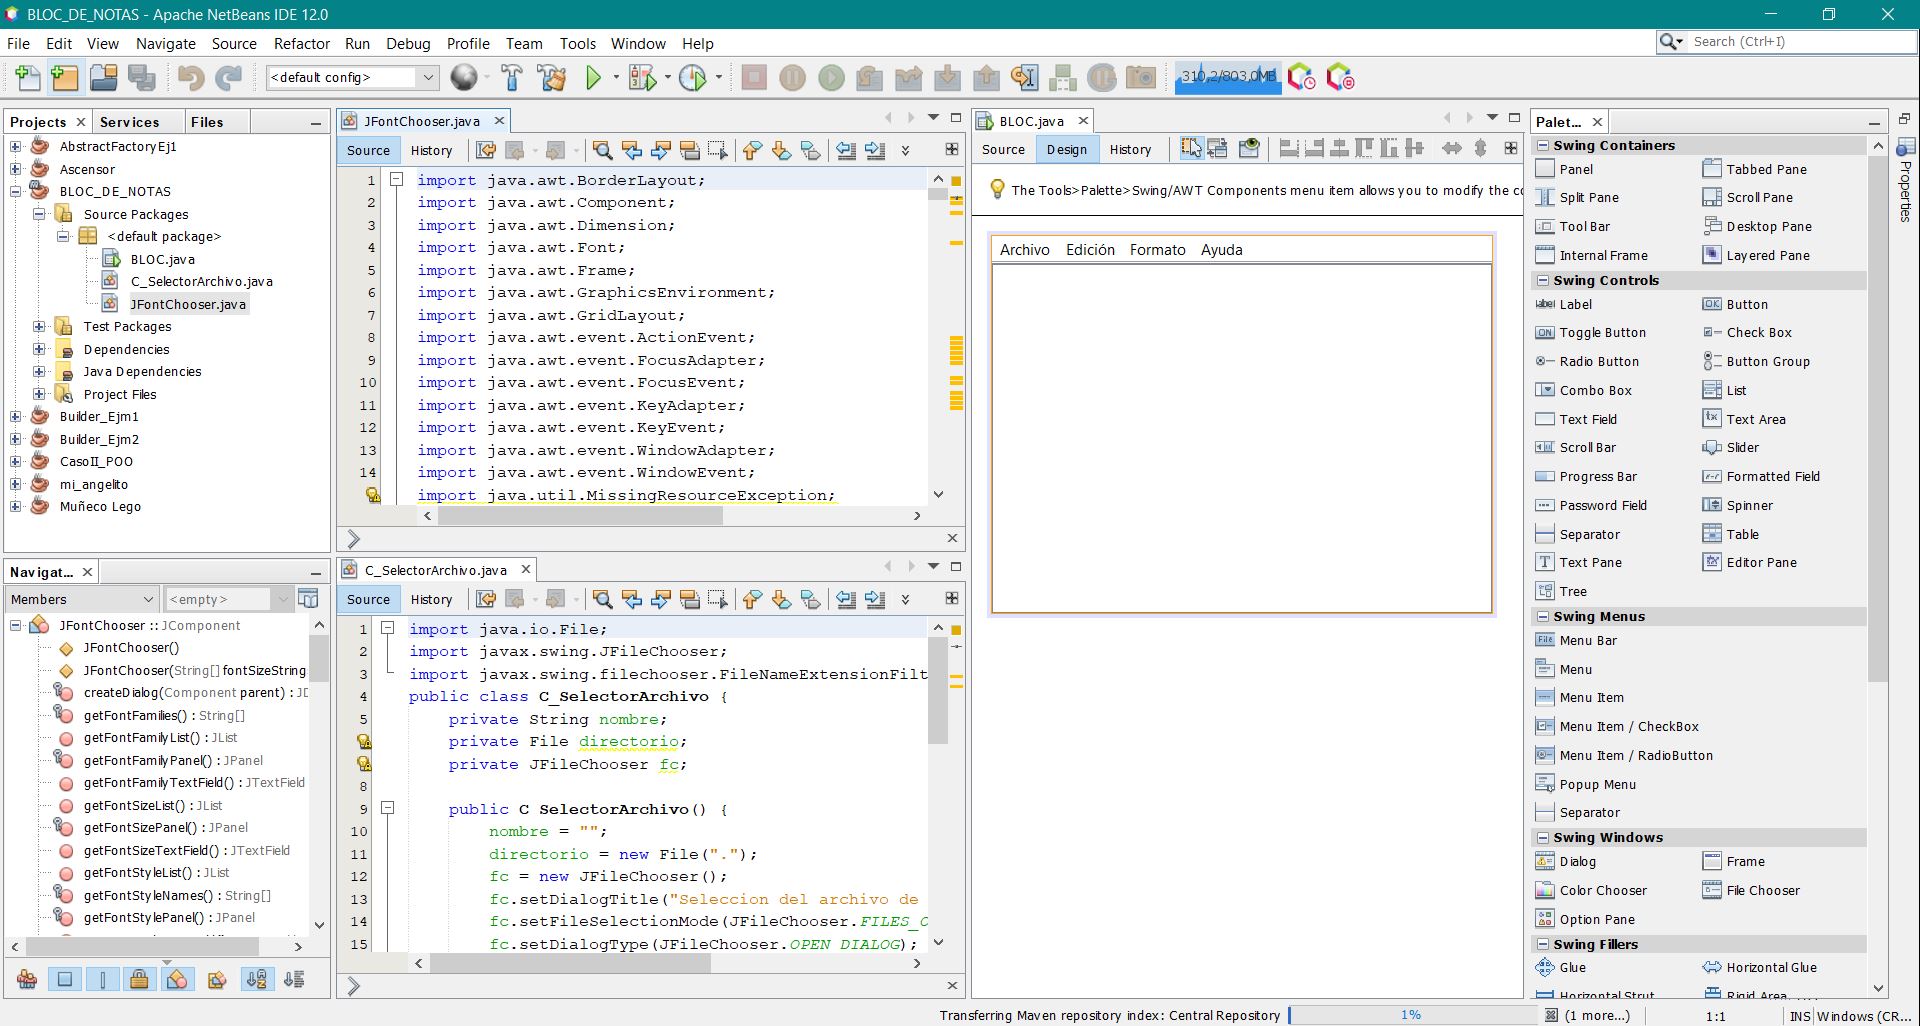 BLOC_DE_NOTAS - Apache NetBeans IDE 12.0
File Edit View Navigate Source Refactor Run Debug Profile Team Tools Window Help
Search (Ctrl+I)
<default config>
310,2/803,0MB
Projects Services Files
AbstractFactoryEj1
Ascensor
BLOC_DE_NOTAS
Source Packages
<default package>
BLOC.java
C_SelectorArchivo.java
JFontChooser.java
Test Packages
Dependencies
Java Dependencies
Project Files
Builder_Ejm1
Builder_Ejm2
CasoII_POO
mi_angelito
Muñeco Lego
Navigat...
Members <empty>
JFontChooser :: JComponent
JFontChooser()
JFontChooser(String[] fontSizeString
createDialog(Component parent) : JD
getFontFamilies() : String[]
getFontFamilyList() : JList
getFontFamilyPanel() : JPanel
getFontFamilyTextField() : JTextField
getFontSizeList() : JList
getFontSizePanel() : JPanel
getFontSizeTextField() : JTextField
getFontStyleList() : JList
getFontStyleNames() : String[]
getFontStylePanel() : JPanel
JFontChooser.java
Source History
1 import java.awt.BorderLayout;
2 import java.awt.Component;
3 import java.awt.Dimension;
4 import java.awt.Font;
5 import java.awt.Frame;
6 import java.awt.GraphicsEnvironment;
7 import java.awt.GridLayout;
8 import java.awt.event.ActionEvent;
9 import java.awt.event.FocusAdapter;
10 import java.awt.event.FocusEvent;
11 import java.awt.event.KeyAdapter;
12 import java.awt.event.KeyEvent;
13 import java.awt.event.WindowAdapter;
14 import java.awt.event.WindowEvent;
import java.util.MissingResourceException;
C_SelectorArchivo.java
Source History
1 import java.io.File;
2 import javax.swing.JFileChooser;
3 import javax.swing.filechooser.FileNameExtensionFilt
4 public class C_SelectorArchivo {
5 private String nombre;
private File directorio;
private JFileChooser fc;
8
9 public C_SelectorArchivo() {
10 nombre = "";
11 directorio = new File(".");
12 fc = new JFileChooser();
13 fc.setDialogTitle("Seleccion del archivo de
14 fc.setFileSelectionMode(JFileChooser.FILES_O
15 fc.setDialogType(JFileChooser.OPEN_DIALOG);
BLOC.java
Source Design History
The Tools>Palette>Swing/AWT Components menu item allows you to modify the co
Archivo Edición Formato Ayuda
Palet...
Swing Containers
Panel Tabbed Pane
Split Pane Scroll Pane
Tool Bar Desktop Pane
Internal Frame Layered Pane
Swing Controls
label Label OK Button
ON Toggle Button Check Box
Radio Button Button Group
Combo Box List
Text Field Text Area
Scroll Bar Slider
Progress Bar Formatted Field
Password Field Spinner
Separator Table
Text Pane Editor Pane
Tree
Swing Menus
File Menu Bar
Menu
Menu Item
Menu Item / CheckBox
Menu Item / RadioButton
Popup Menu
Separator
Swing Windows
Dialog Frame
Color Chooser File Chooser
Option Pane
Swing Fillers
Glue Horizontal Glue
Horizontal Strut Rigid Area
Properties
Transferring Maven repository index: Central Repository 1% (1 more...) 1:1 INS Windows (CR...